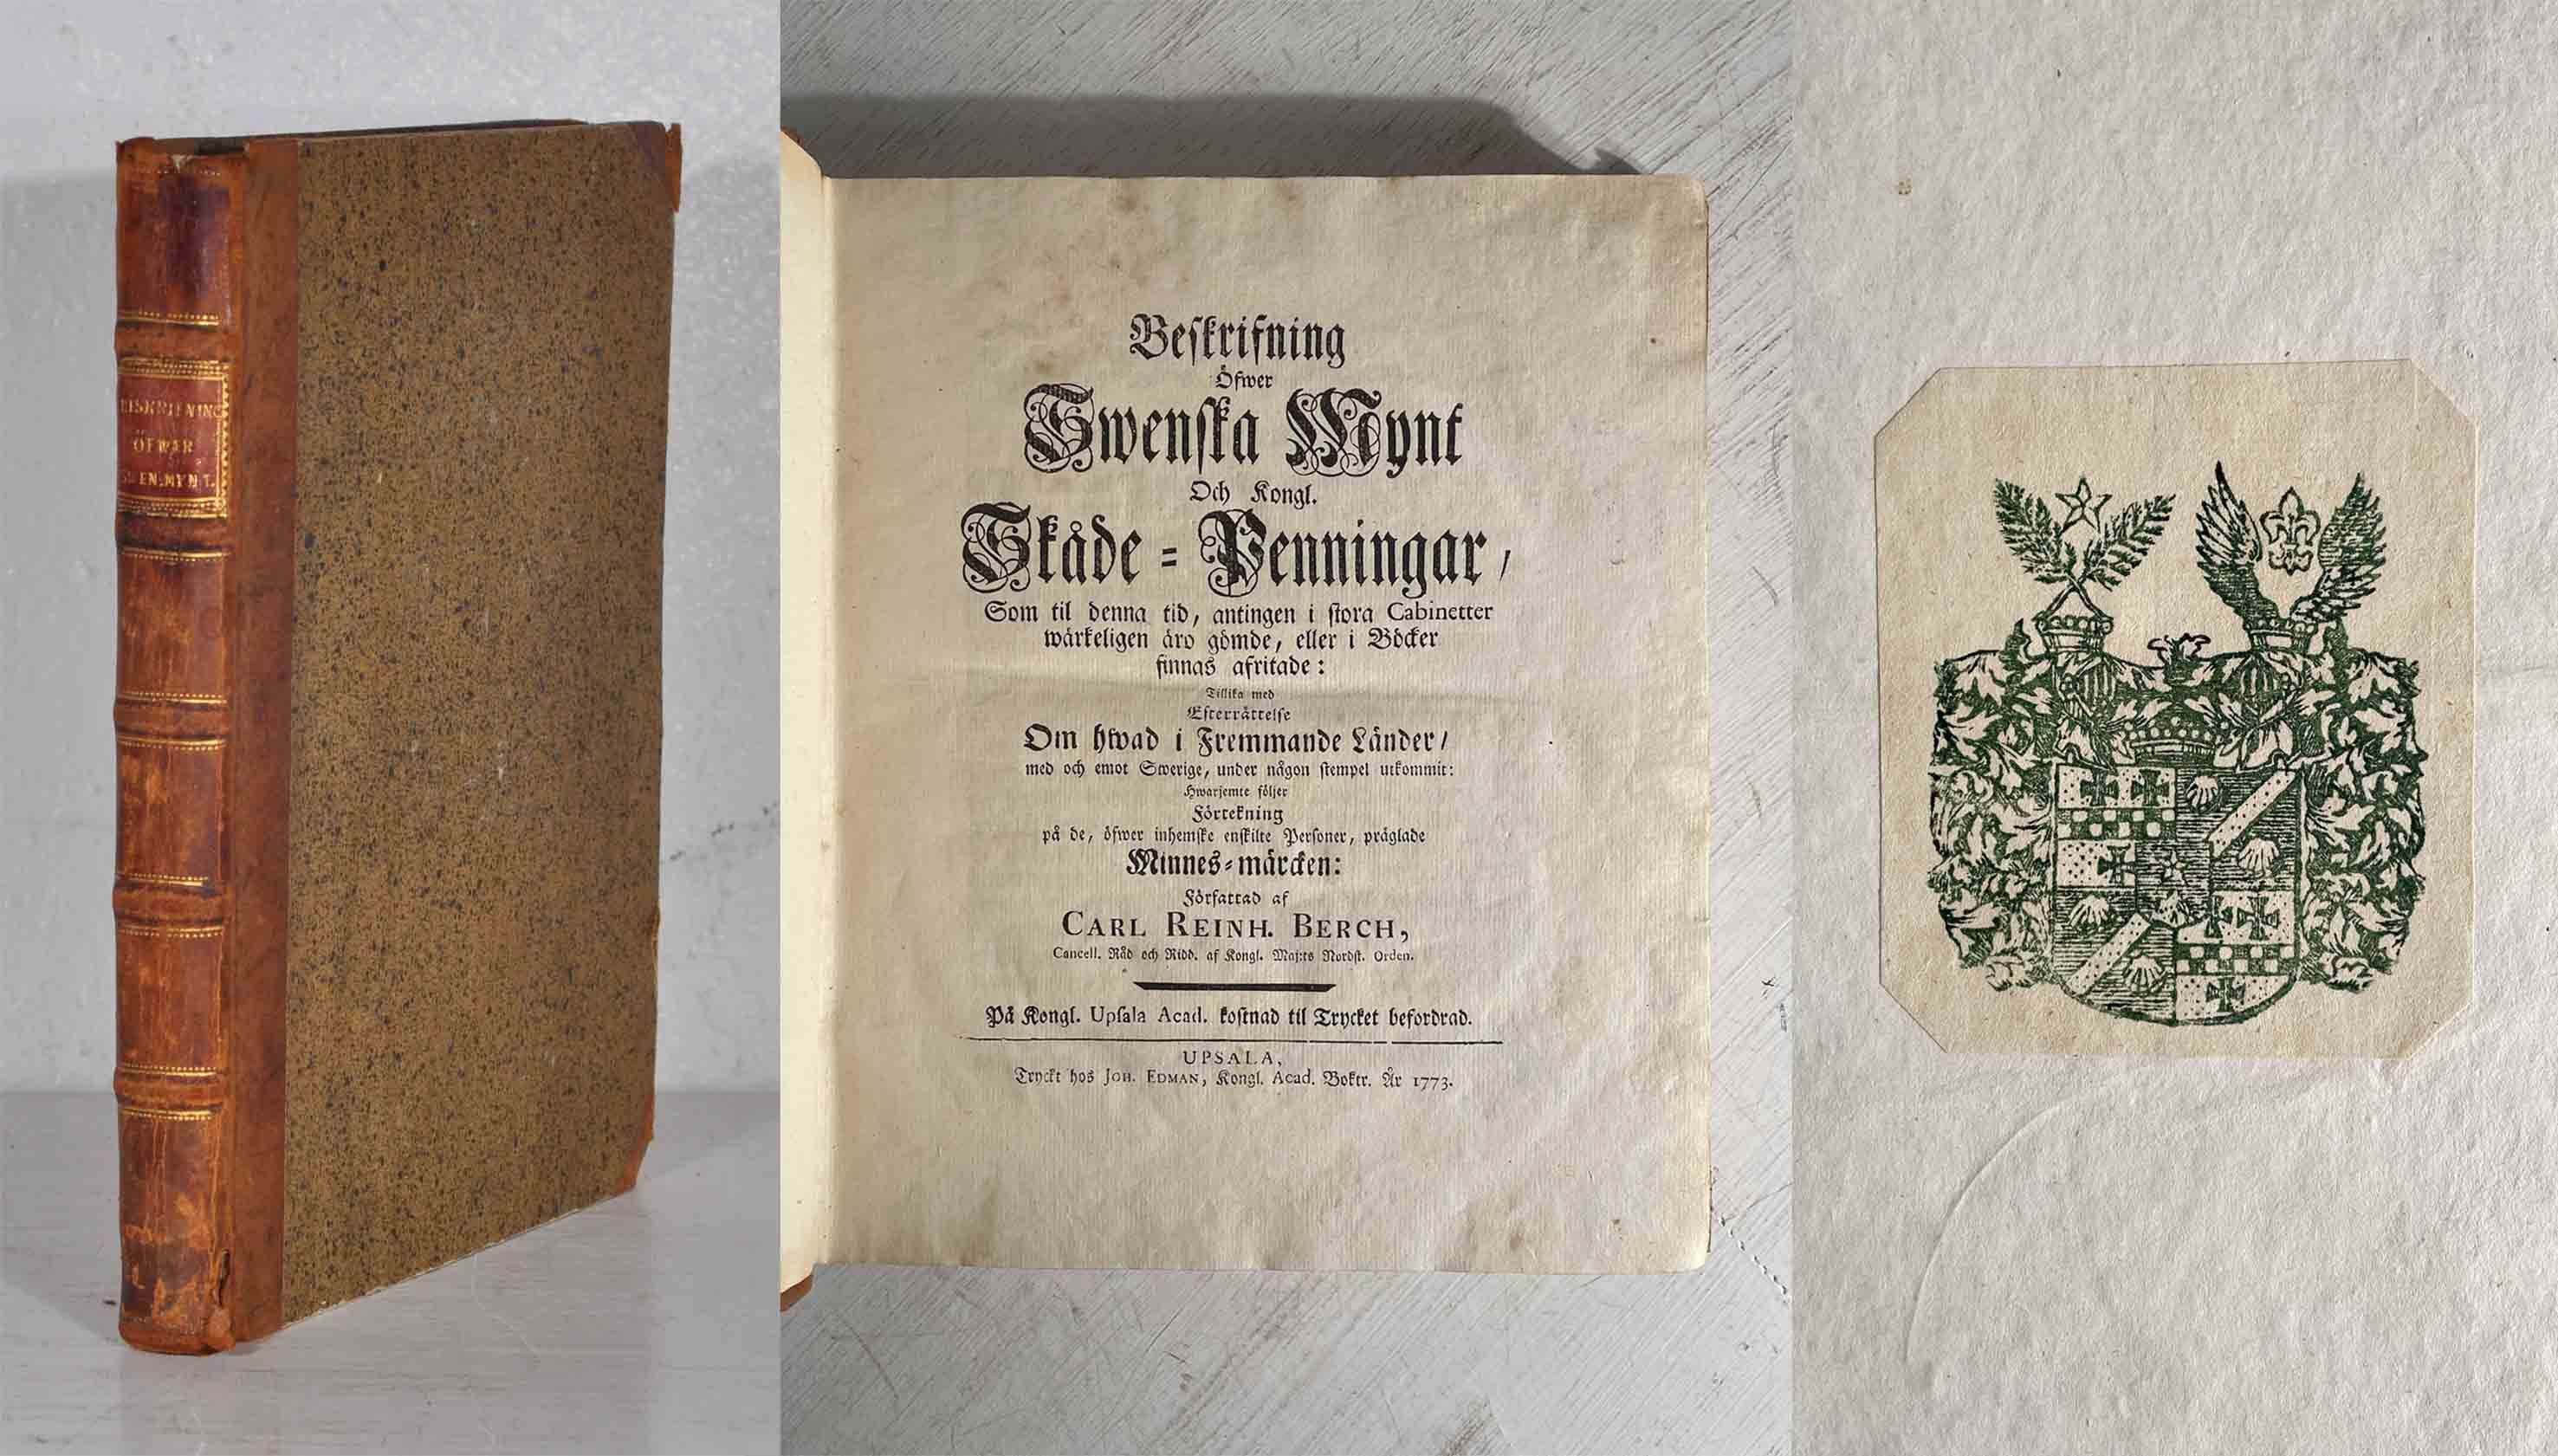 BESKRIFNING
ÖFWER
SWEN:MYNT.
Beſkrifning
Öfwer
Swenſka Mynt
Och Kongl.
Skåde-Penningar,
Som til denna tid, antingen i ſtora Cabinetter
wärkeligen äro gömde, eller i Böcker
finnas afritade:
Tillika med
Efterrättelſe
Om hwad i Fremmande Länder/
med och emot Swerige, under någon ſtempel utkommit:
Hwarjemte följer
Förtekning
på de, öfwer inhemſke enſkilte Perſoner, präglade
Minnes-märcken:
Författad af
CARL REINH. BERCH,
Cancell. Råd och Ridd. af Kongl. Maj:ts Nordſt. Orden.
På Kongl. Upſala Acad. koſtnad til Trycket befordrad.
UPSALA,
Tryckt hos JOH. EDMAN, Kongl. Acad. Boktr. År 1773.